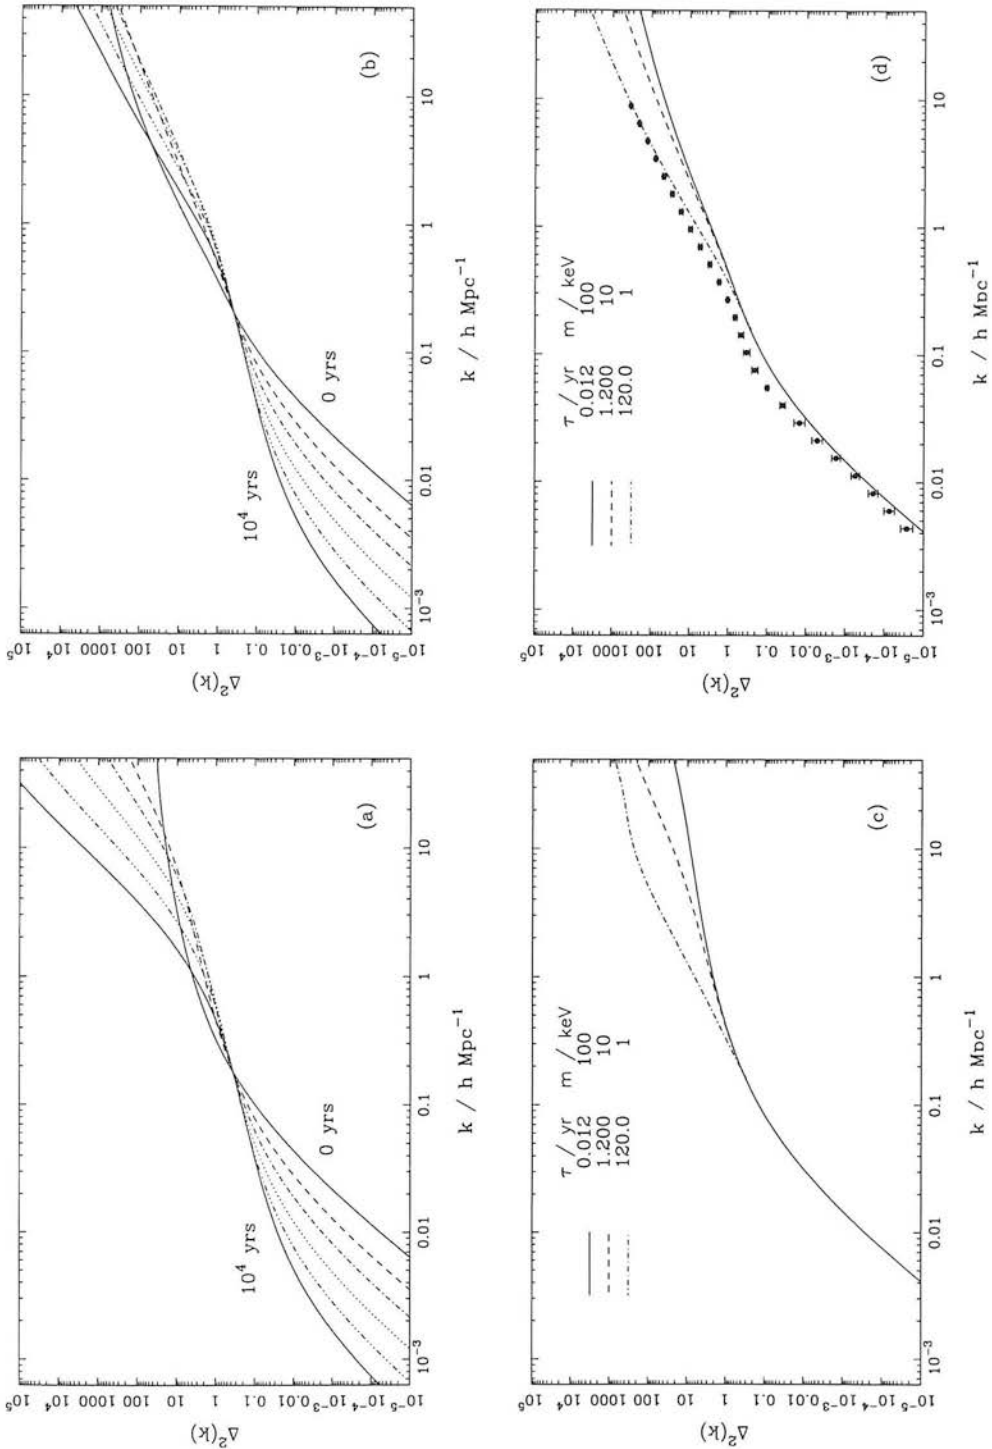 10⁵
10⁴
1000
100
10
1
0.1
0.01
10⁻³
10⁻⁴
10⁻⁵
Δ²(k)
10⁴ yrs
0 yrs
(a)
10⁻³ 0.01 0.1 1 10
k / h Mpc⁻¹
10⁵
10⁴
1000
100
10
1
0.1
0.01
10⁻³
10⁻⁴
10⁻⁵
Δ²(k)
10⁴ yrs
0 yrs
(b)
10⁻³ 0.01 0.1 1 10
k / h Mpc⁻¹
10⁵
10⁴
1000
100
10
1
0.1
0.01
10⁻³
10⁻⁴
10⁻⁵
Δ²(k)
τ / yr m / keV
0.012 100
1.200 10
120.0 1
(c)
10⁻³ 0.01 0.1 1 10
k / h Mpc⁻¹
10⁵
10⁴
1000
100
10
1
0.1
0.01
10⁻³
10⁻⁴
10⁻⁵
Δ²(k)
τ / yr m / keV
0.012 100
1.200 10
120.0 1
(d)
10⁻³ 0.01 0.1 1 10
k / h Mpc⁻¹